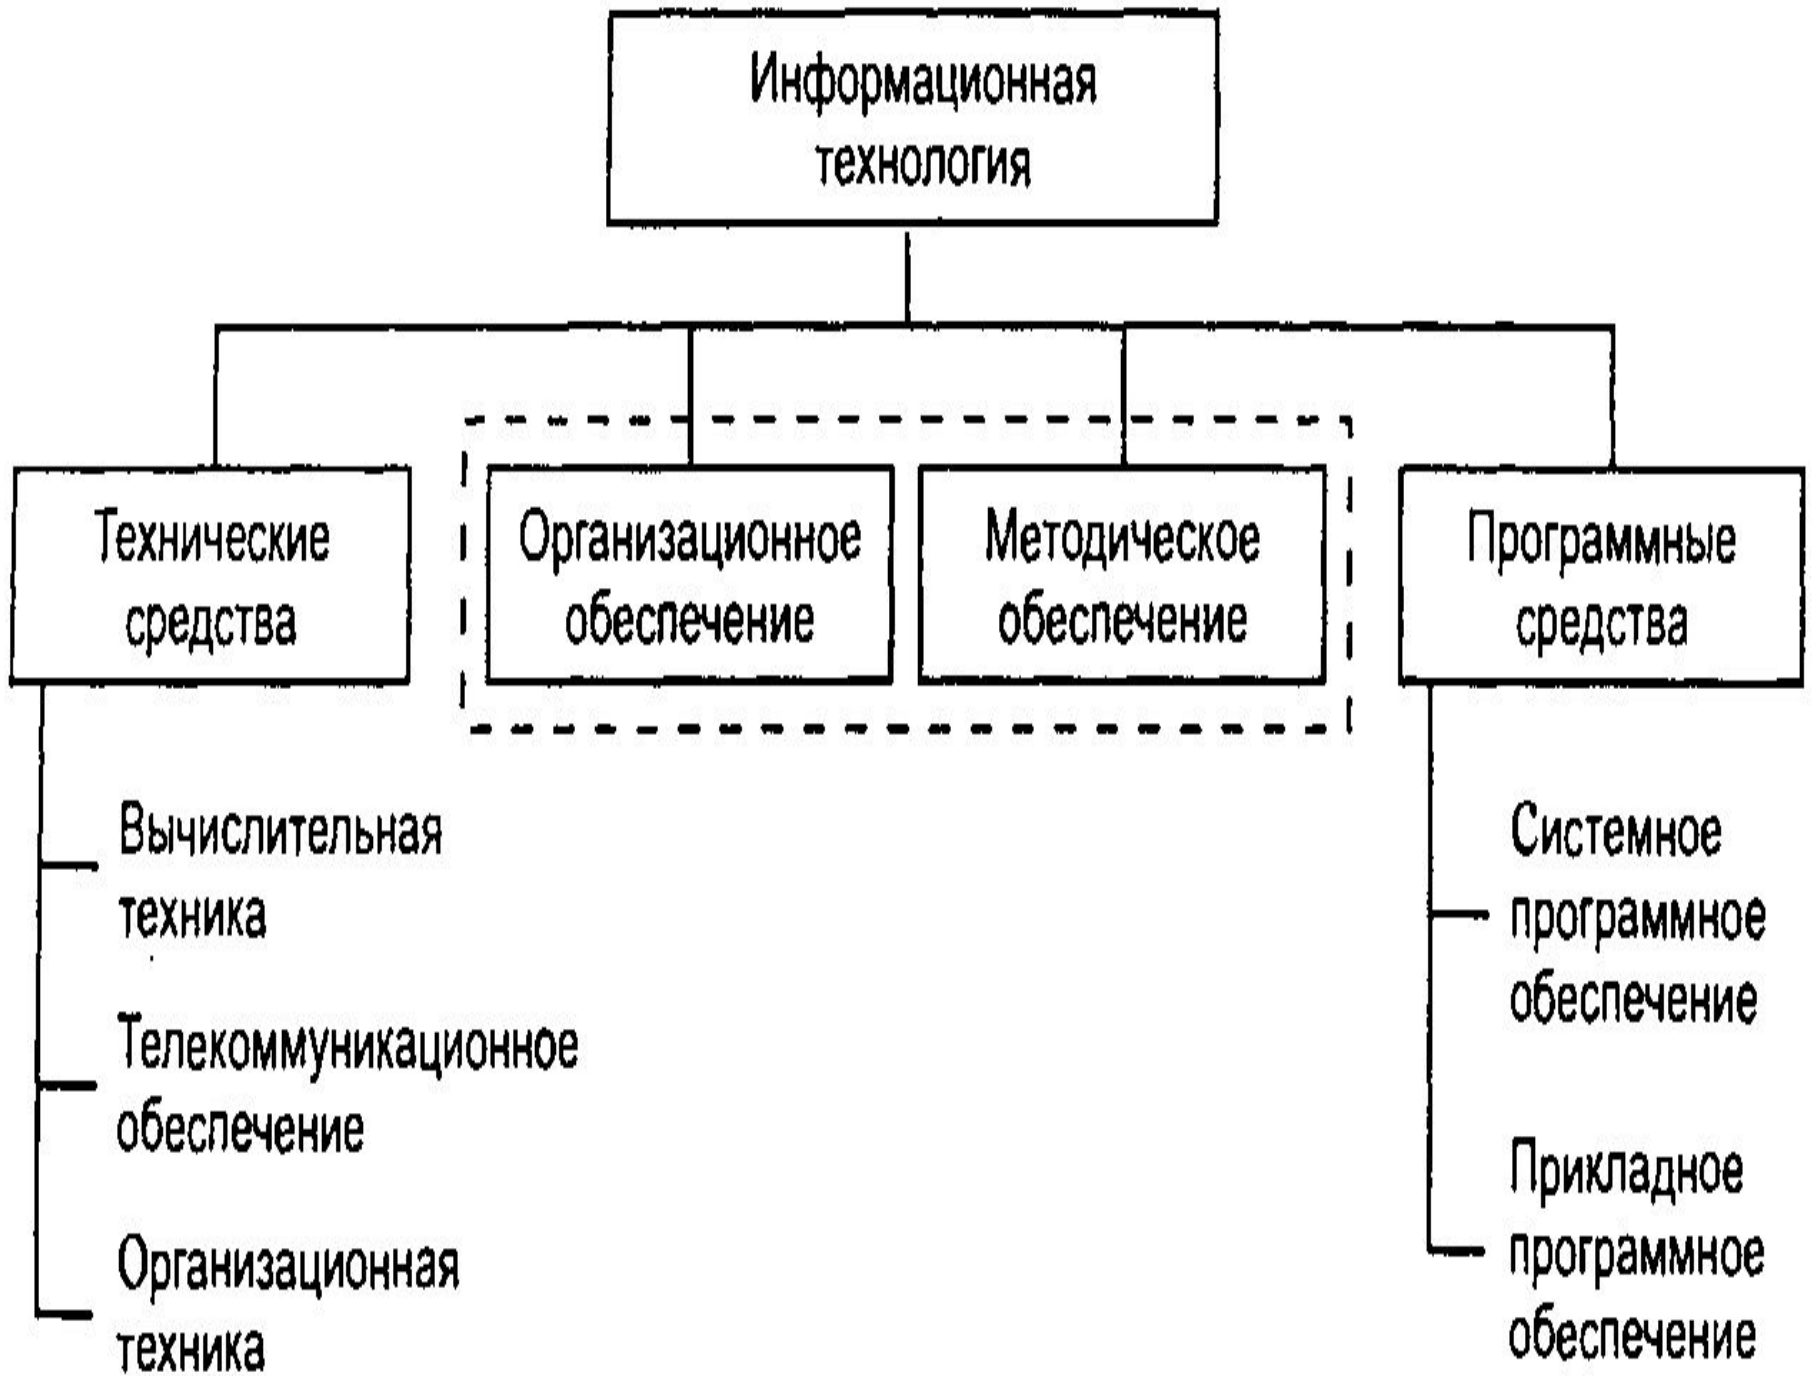 Информационная
технология
Технические
средства
Организационное
обеспечение
Методическое
обеспечение
Программные
средства
Вычислительная
техника
Телекоммуникационное
обеспечение
Организационная
техника
Системное
программное
обеспечение
Прикладное
программное
обеспечение